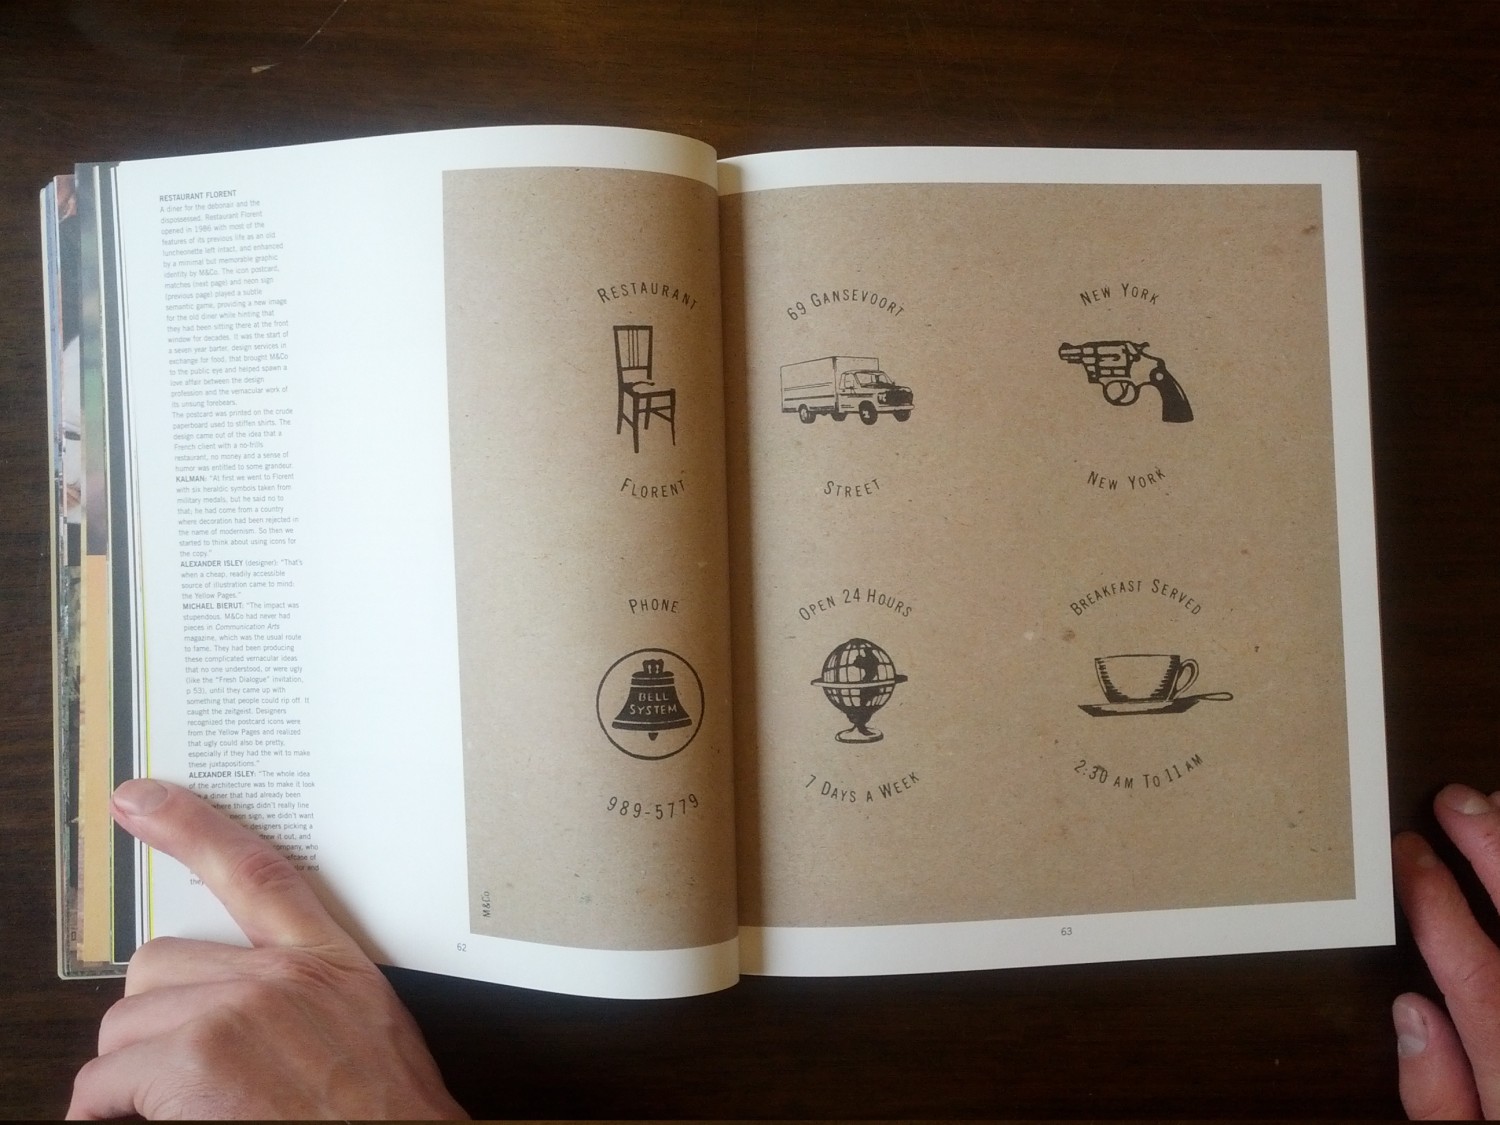 RESTAURANT FLORENT
A diner for the debonair and the
dispossessed, Restaurant Florent
opened in 1986 with most of the
features of its previous life as an old
luncheonette left intact, and enhanced
by a minimal but memorable graphic
identity by M&Co. The icon postcard,
matches (next page) and neon sign
(previous page) played a subtle
semantic game, providing a new image
for the old diner while hinting that
they had been sitting there at the front
window for decades. It was the start of
a seven year barter, design services in
exchange for food, that brought M&Co
to the public eye and helped spawn a
love affair between the design
profession and the vernacular work of
its unsung forebears.
The postcard was printed on the crude
paperboard used to stiffen shirts. The
design came out of the idea that a
French client with a no-frills
restaurant, no money and a sense of
humor was entitled to some grandeur.
KALMAN: "At first we went to Florent
with six heraldic symbols taken from
military medals, but he said no to
that; he had come from a country
where decoration had been rejected in
the name of modernism. So then we
started to think about using icons for
the copy."
ALEXANDER ISLEY (designer): "That's
when a cheap, readily accessible
source of illustration came to mind:
the Yellow Pages."
MICHAEL BIERUT: "The impact was
stupendous. M&Co had never had
pieces in Communication Arts
magazine, which was the usual route
to fame. They had been producing
these complicated vernacular ideas
that no one understood, or were ugly
(like the "Fresh Dialogue" invitation,
p 53), until they came up with
something that people could rip off. It
caught the zeitgeist. Designers
recognized the postcard icons were
from the Yellow Pages and realized
that ugly could also be pretty,
especially if they had the wit to make
these juxtapositions."
ALEXANDER ISLEY: "The whole idea
of the architecture was to make it look
a diner that had already been
where things didn't really line
neon sign, we didn't want
designers picking a
drew it out, and
company, who
of
and
they
RESTAURANT
FLORENT
69 GANSEVOORT
STREET
NEW YORK
NEW YORK
PHONE
BELL
SYSTEM
989-5779
OPEN 24 HOURS
7 DAYS A WEEK
BREAKFAST SERVED
2:30 AM TO 11 AM
M&Co
62
63